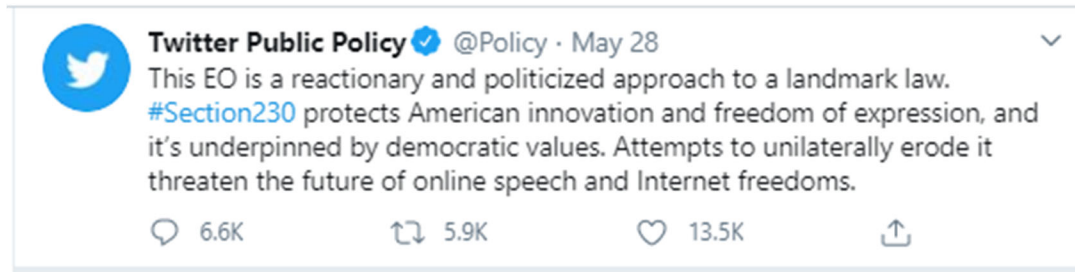 Twitter Public Policy @Policy · May 28
This EO is a reactionary and politicized approach to a landmark law.
#Section230 protects American innovation and freedom of expression, and
it's underpinned by democratic values. Attempts to unilaterally erode it
threaten the future of online speech and Internet freedoms.
6.6K 5.9K 13.5K